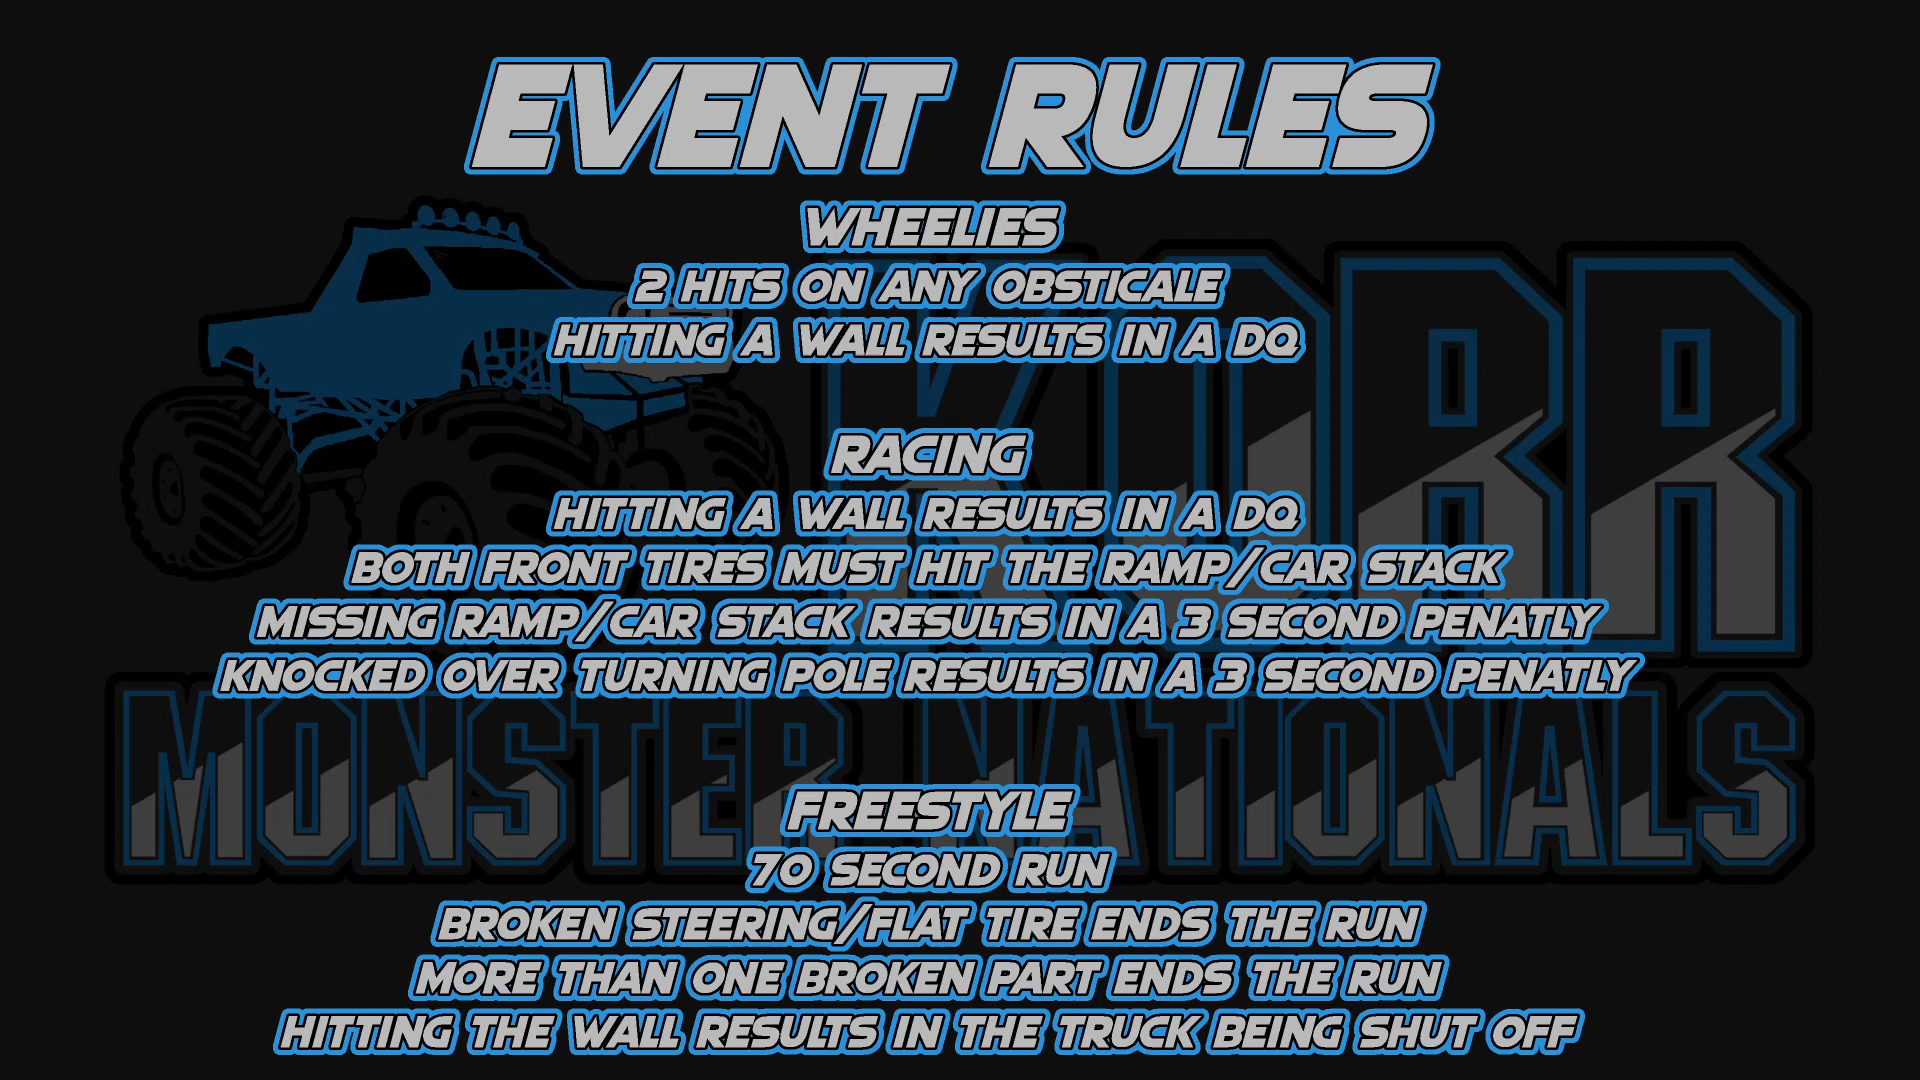 EVENT RULES
WHEELIES
2 HITS ON ANY OBSTICALE
HITTING A WALL RESULTS IN A DQ
RACING
HITTING A WALL RESULTS IN A DQ
BOTH FRONT TIRES MUST HIT THE RAMP/CAR STACK
MISSING RAMP/CAR STACK RESULTS IN A 3 SECOND PENATLY
KNOCKED OVER TURNING POLE RESULTS IN A 3 SECOND PENATLY
FREESTYLE
70 SECOND RUN
BROKEN STEERING/FLAT TIRE ENDS THE RUN
MORE THAN ONE BROKEN PART ENDS THE RUN
HITTING THE WALL RESULTS IN THE TRUCK BEING SHUT OFF
MONSTER NATIONALS